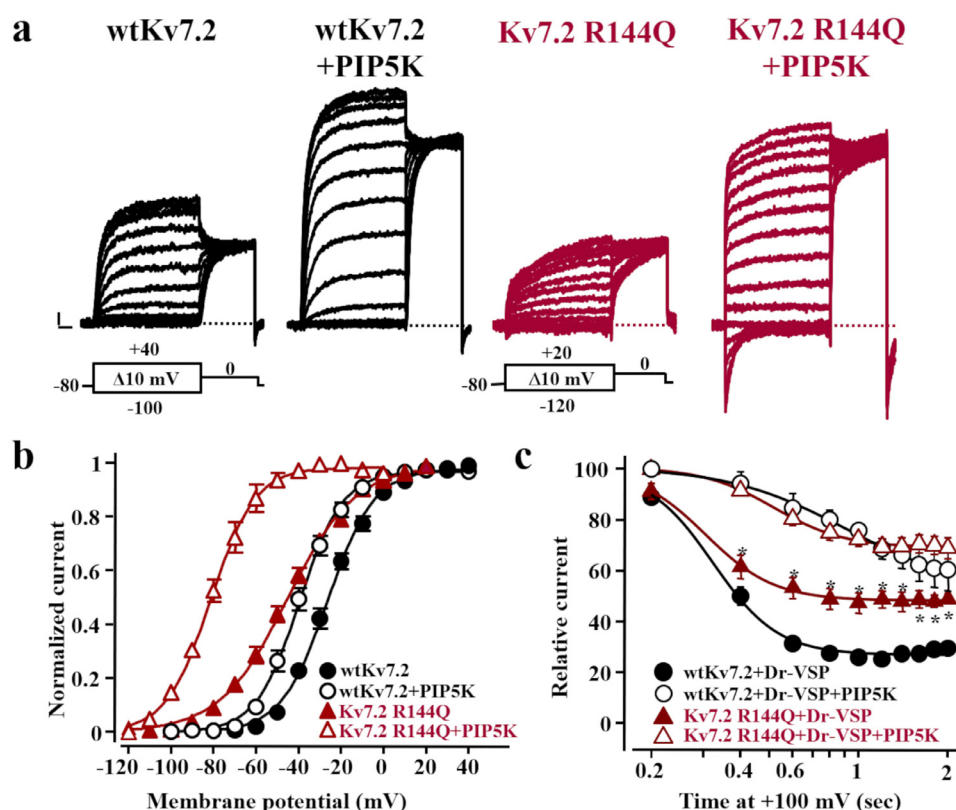 a
wtKv7.2 wtKv7.2 Kv7.2 R144Q Kv7.2 R144Q
+PIP5K +PIP5K
+40 +20
-80 Δ10 mV 0 -80 Δ10 mV 0
-100 -120
b
Normalized current
1
0.8
0.6
0.4
0.2
0
wtKv7.2
wtKv7.2+PIP5K
Kv7.2 R144Q
Kv7.2 R144Q+PIP5K
-120 -100 -80 -60 -40 -20 0 20 40
Membrane potential (mV)
c
Relative current
100
80
60
40
20
0
* * * * * *
* * *
wtKv7.2+Dr-VSP
wtKv7.2+Dr-VSP+PIP5K
Kv7.2 R144Q+Dr-VSP
Kv7.2 R144Q+Dr-VSP+PIP5K
0.2 0.4 0.6 1 2
Time at +100 mV (sec)